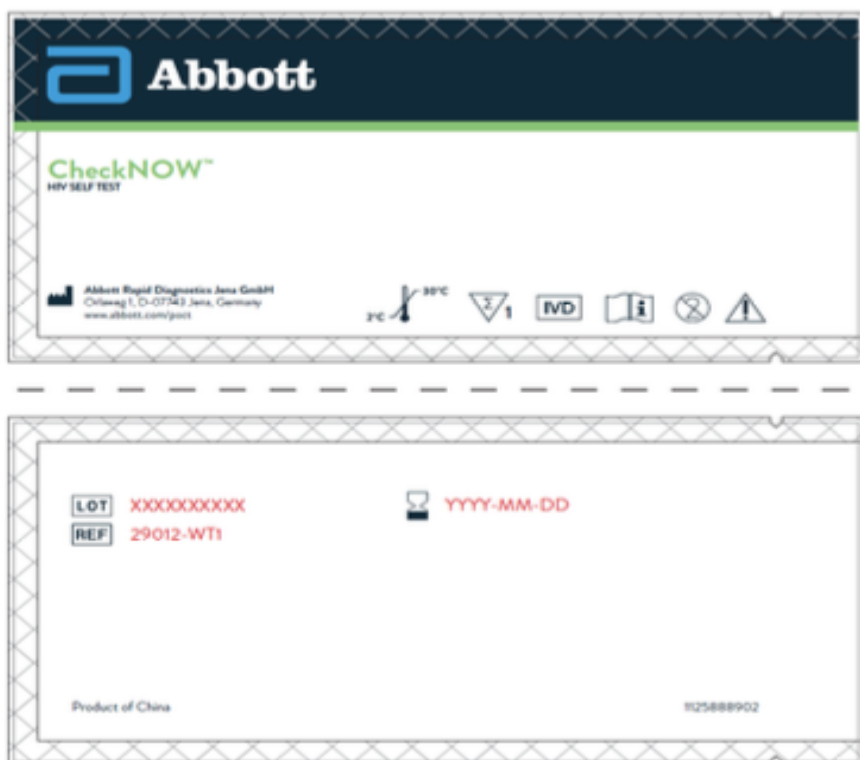 Abbott
CheckNOW™
HIV SELF TEST
Abbott Rapid Diagnostics Jena GmbH
Orlaweg 1, D-07743 Jena, Germany
www.abbott.com/poct
2°C 30°C
Σ 1
IVD
i
2
LOT XXXXXXXXXX
YYYY-MM-DD
REF 29012-WT1
Product of China
1125888902